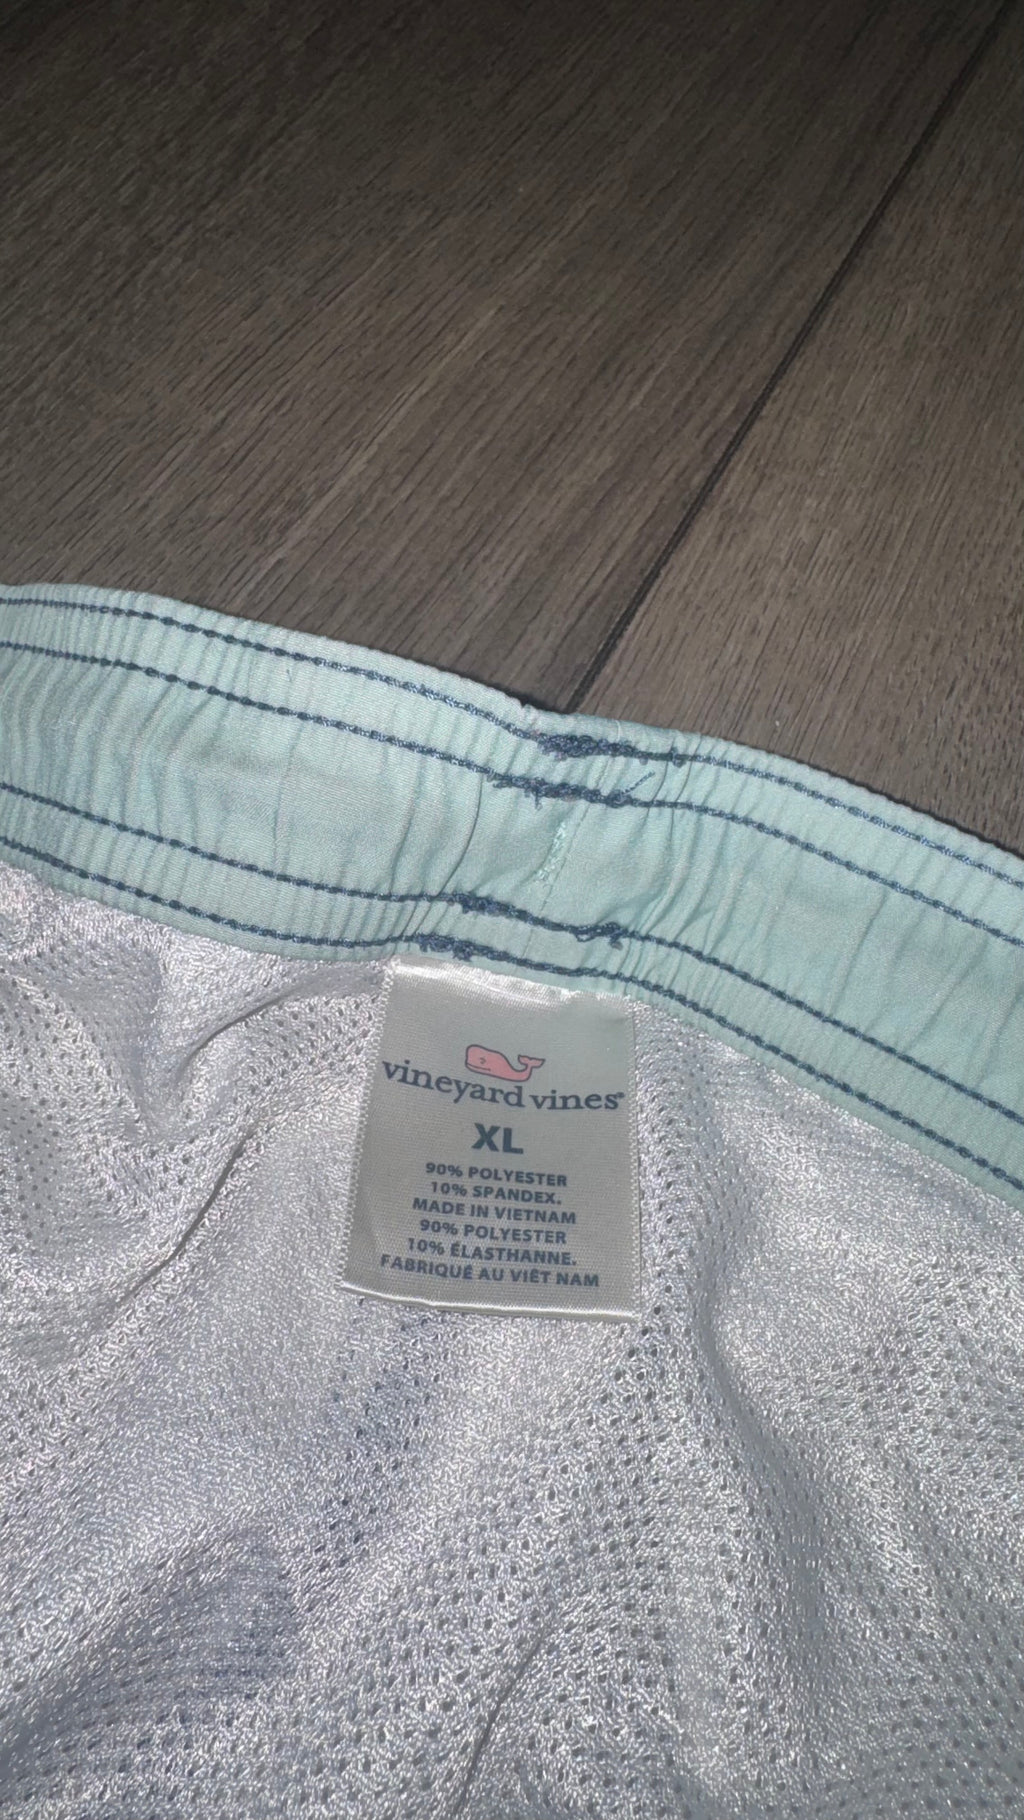 vineyard vines®
XL
90% POLYESTER
10% SPANDEX.
MADE IN VIETNAM
90% POLYESTER
10% ÉLASTHANNE.
FABRIQUÉ AU VIÊT NAM